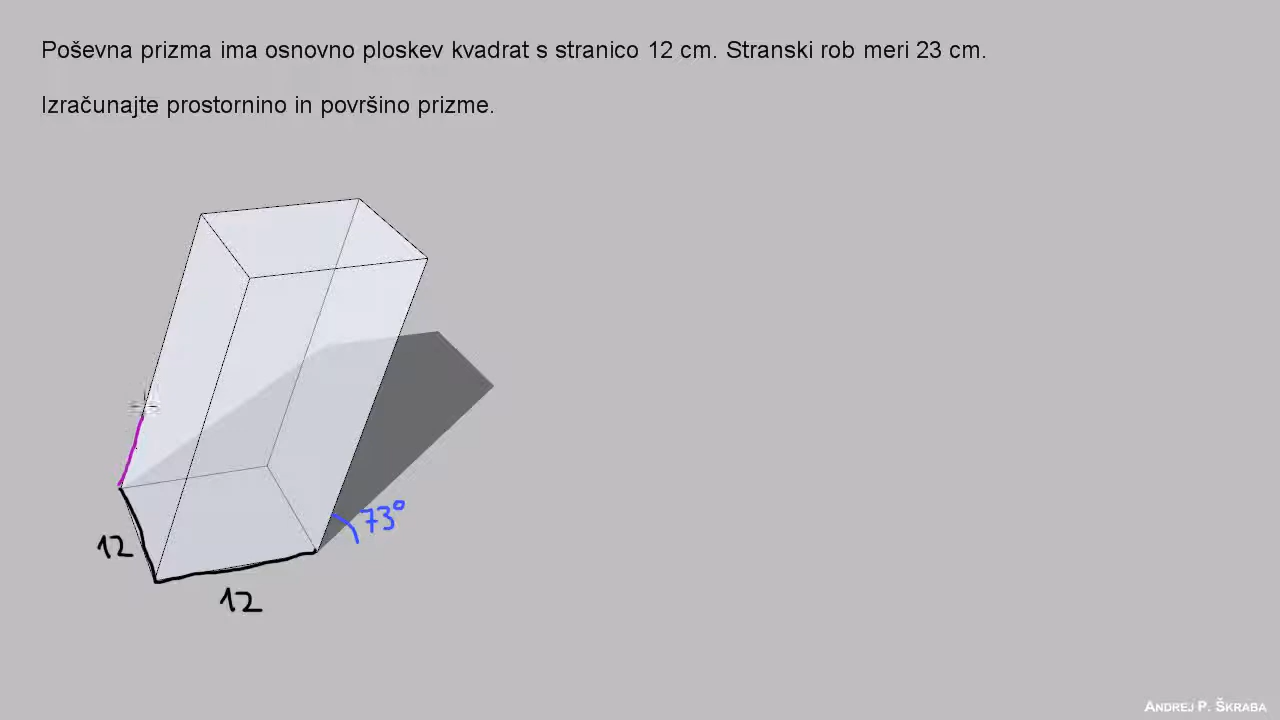 Poševna prizma ima osnovno ploskev kvadrat s stranico 12 cm. Stranski rob meri 23 cm.
Izračunajte prostornino in površino prizme.
73°
12
12
ANDREJ P. ŠKRABA